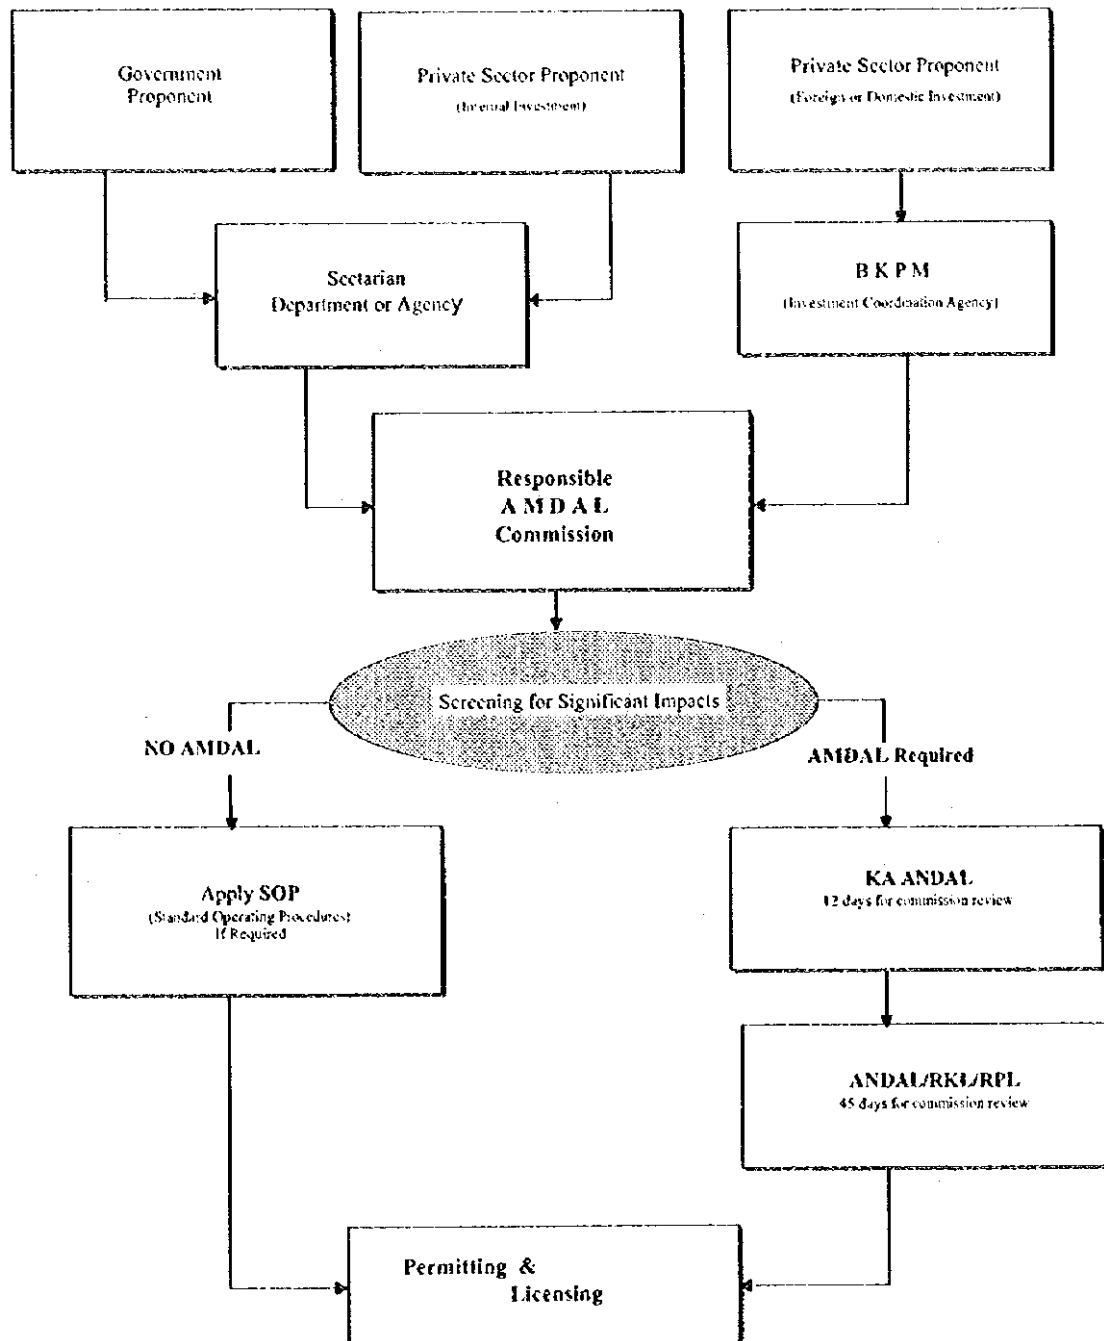 Government
Proponent
Private Sector Proponent
(Internal Investment)
Private Sector Proponent
(Foreign or Domestic Investment)
Sectarian
Department or Agency
B K P M
(Investment Coordination Agency)
Responsible
A M D A L
Commission
Screening for Significant Impacts
NO AMDAL
AMDAL Required
Apply SOP
(Standard Operating Procedures)
If Required
KA ANDAL
12 days for commission review
ANDAL/RKL/RPL
45 days for commission review
Permitting &
Licensing